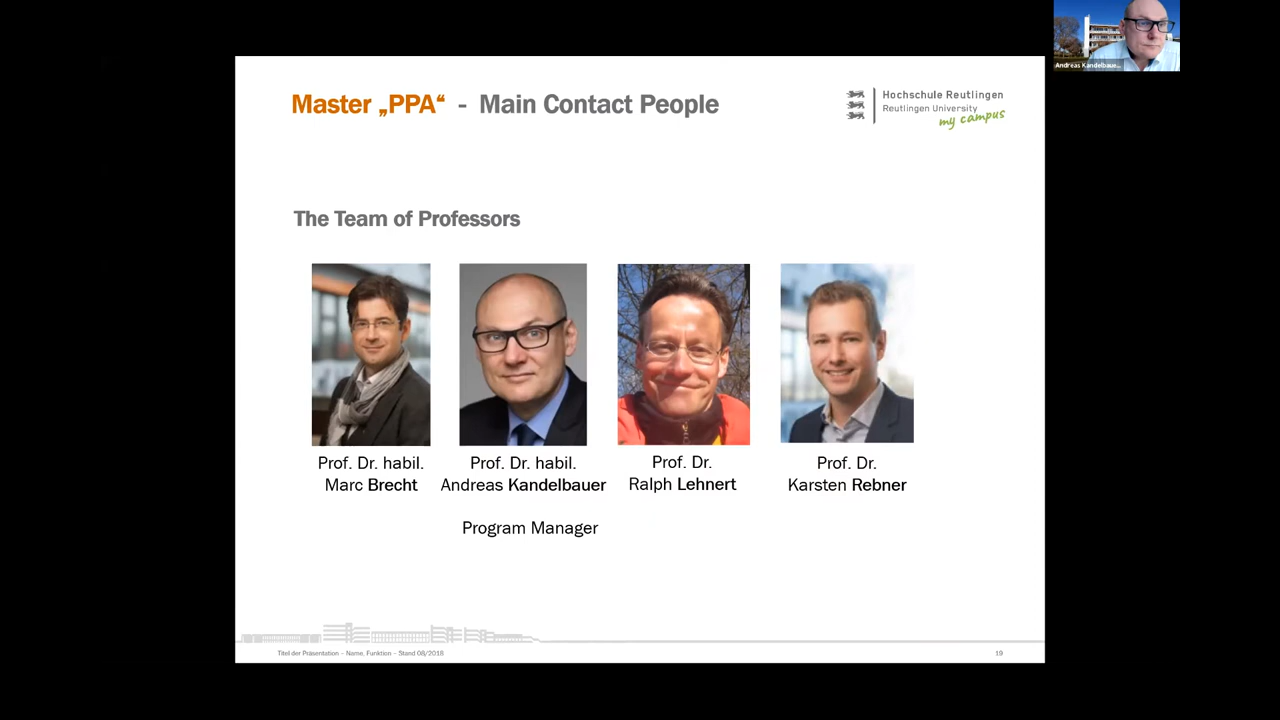 Master „PPA“ - Main Contact People
Hochschule Reutlingen
Reutlingen University
my campus
Andreas Kandelbaue...
The Team of Professors
Prof. Dr. habil.
Marc Brecht
Prof. Dr. habil.
Andreas Kandelbauer
Program Manager
Prof. Dr.
Ralph Lehnert
Prof. Dr.
Karsten Rebner
Titel der Präsentation – Name, Funktion – Stand 08/2018
19